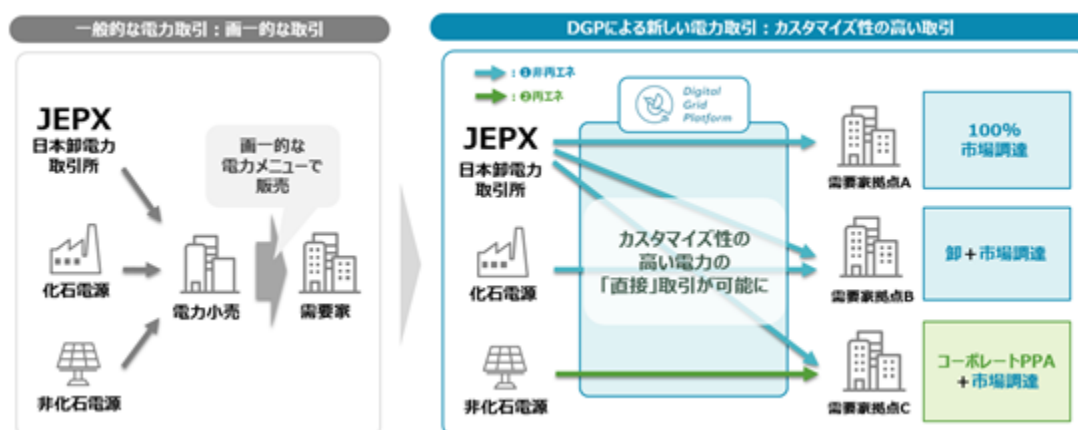 一般的な電力取引：画一的な取引
JEPX
日本卸電力
取引所
画一的な
電力メニューで
販売
化石電源
電力小売
需要家
非化石電源
DGPによる新しい電力取引：カスタマイズ性の高い取引
：❶非再エネ
：❷再エネ
Digital
Grid
Platform
JEPX
日本卸電力
取引所
化石電源
非化石電源
カスタマイズ性の
高い電力の
「直接」取引が可能に
需要家拠点A
100%
市場調達
需要家拠点B
卸＋市場調達
需要家拠点C
コーポレートPPA
＋市場調達